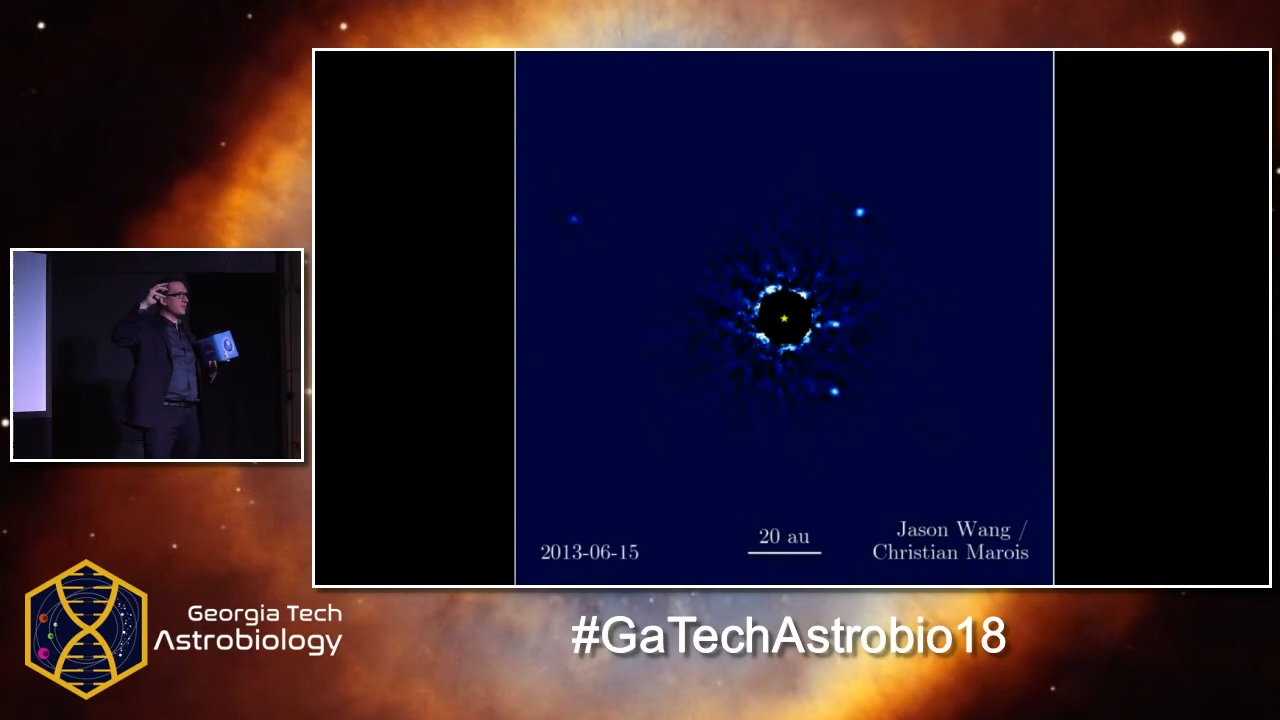 20 au
2013-06-15
Jason Wang /
Christian Marois
Georgia Tech
Astrobiology
#GaTechAstrobio18